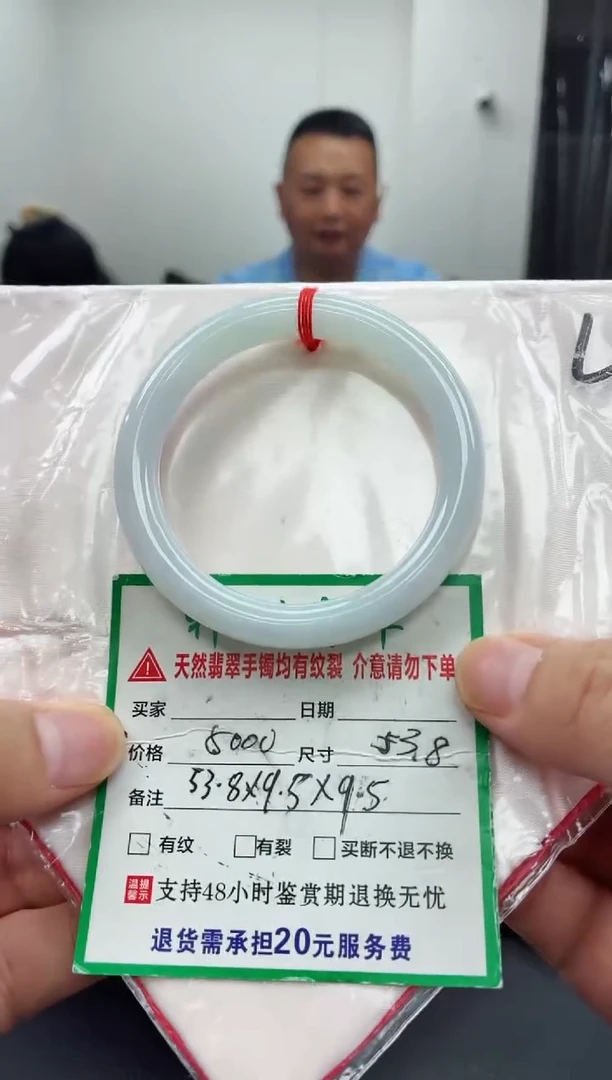 天然翡翠手镯均有纹裂 介意请勿下单
买家 日期
价格 8000 尺寸 53.8
备注 53.8X9.5X9.5
有纹 有裂 买断不退不换
温馨提示 支持48小时鉴赏期退换无忧
退货需承担20元服务费